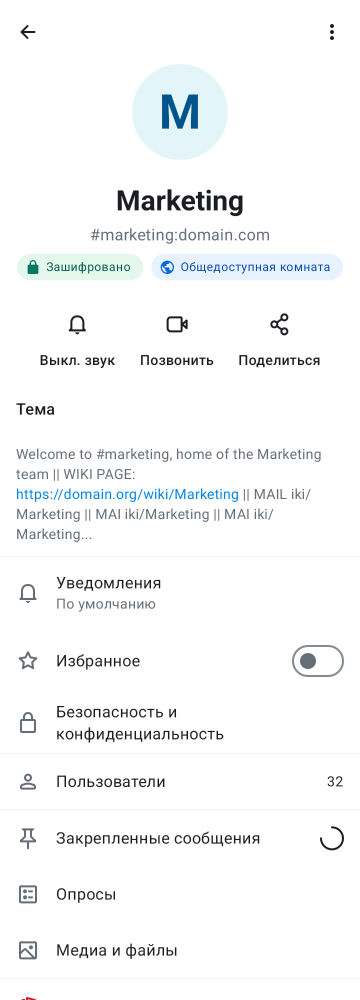 M
Marketing
#marketing:domain.com
Зашифровано
Общедоступная комната
Выкл. звук
Позвонить
Поделиться
Тема
Welcome to #marketing, home of the Marketing
team || WIKI PAGE:
https://domain.org/wiki/Marketing || MAIL iki/
Marketing || MAI iki/Marketing || MAI iki/
Marketing...
Уведомления
По умолчанию
Избранное
Безопасность и
конфиденциальность
Пользователи
32
Закрепленные сообщения
Опросы
Медиа и файлы